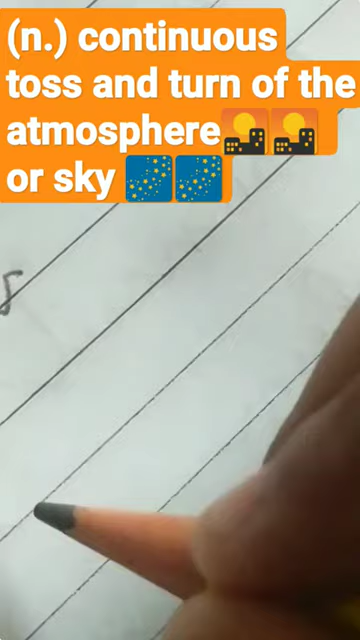 (n.) continuous
toss and turn of the
atmosphere🌇🌇
or sky 🌌🌌